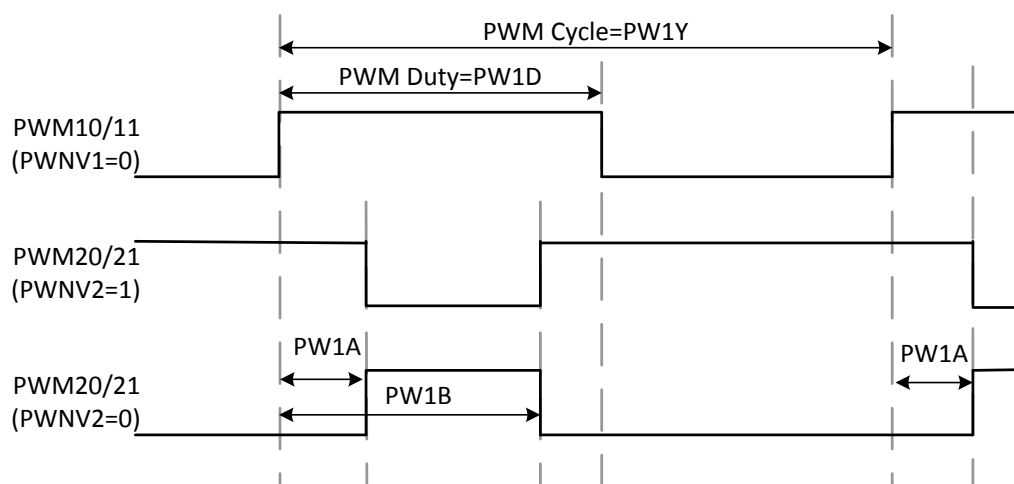 PWM Cycle=PW1Y
PWM Duty=PW1D
PWM10/11
(PWNV1=0)
PWM20/21
(PWNV2=1)
PW1A
PW1A
PWM20/21
(PWNV2=0)
PW1B